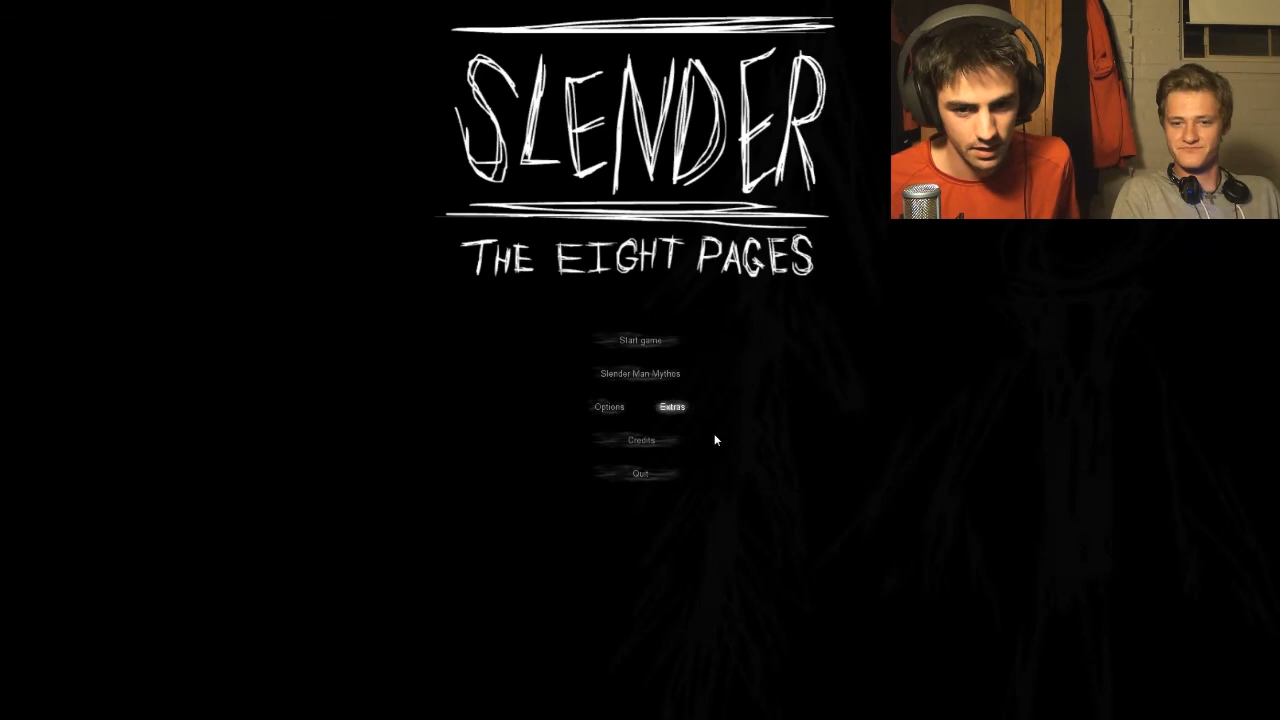 SLENDER
THE EIGHT PAGES
Start game
Slender Man Mythos
Options Extras
Credits
Quit